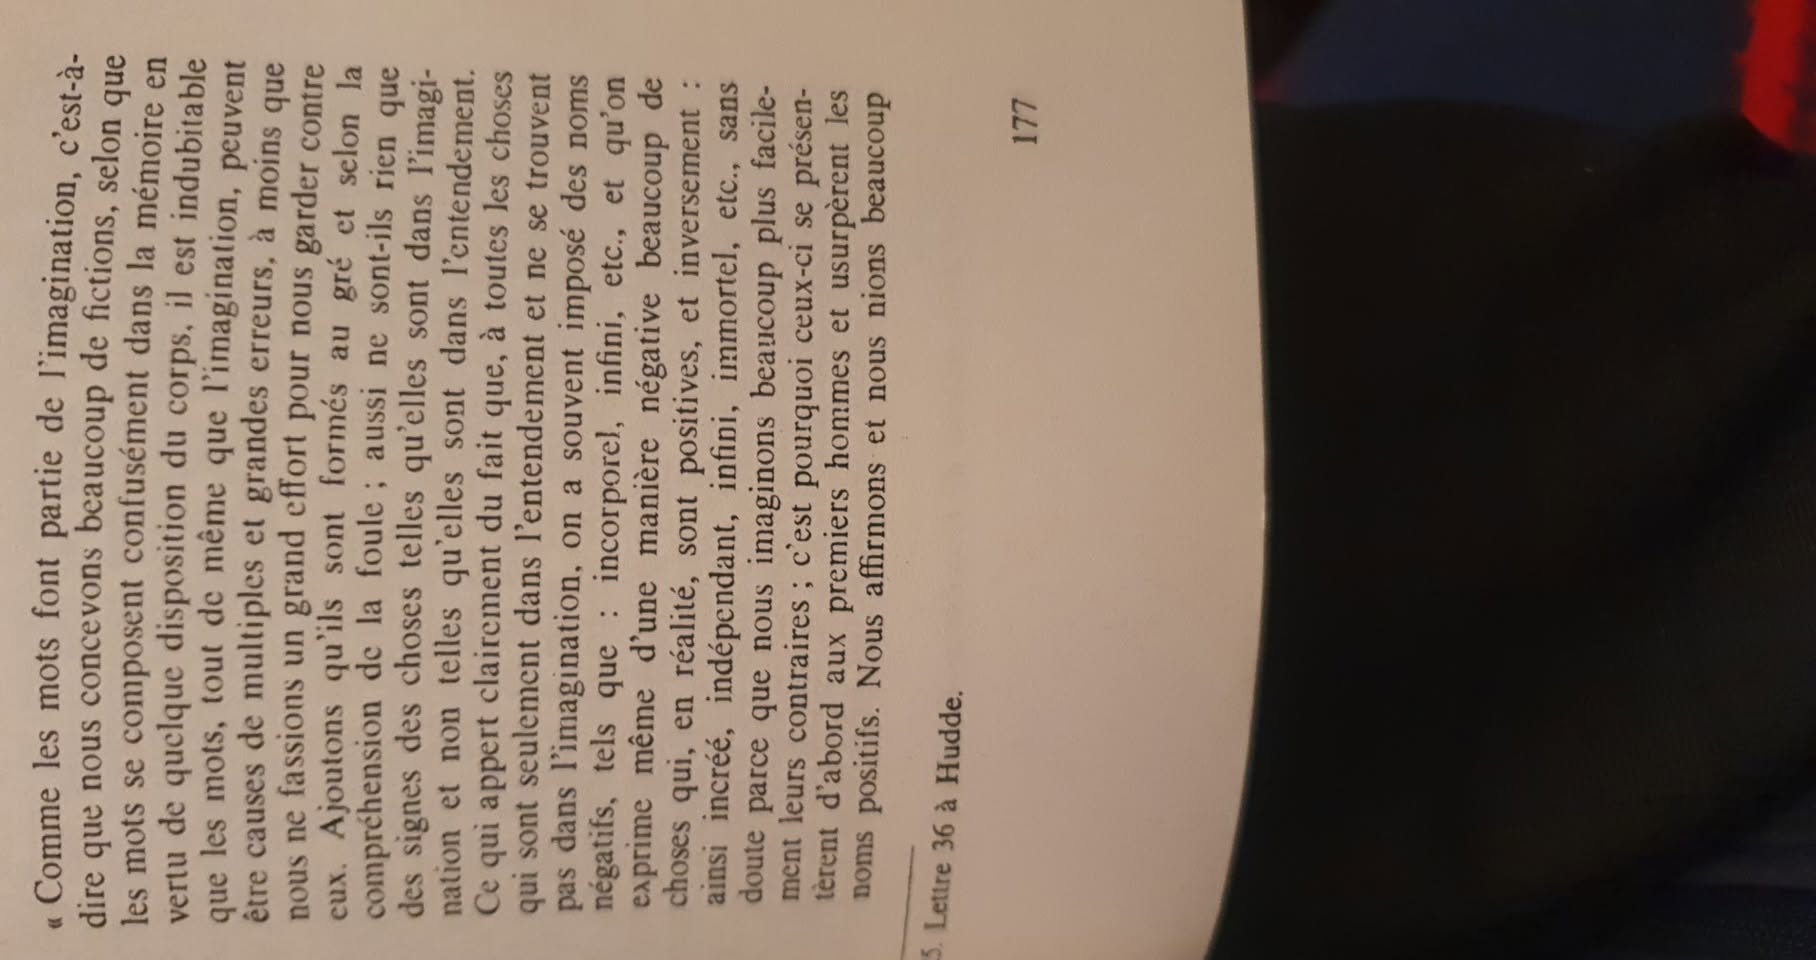 « Comme les mots font partie de l'imagination, c'est-à-
dire que nous concevons beaucoup de fictions, selon que
les mots se composent confusément dans la mémoire en
vertu de quelque disposition du corps, il est indubitable
que les mots, tout de même que l'imagination, peuvent
être causes de multiples et grandes erreurs, à moins que
nous ne fassions un grand effort pour nous garder contre
eux. Ajoutons qu'ils sont formés au gré et selon la
compréhension de la foule ; aussi ne sont-ils rien que
des signes des choses telles qu'elles sont dans l'imagi-
nation et non telles qu'elles sont dans l'entendement.
Ce qui appert clairement du fait que, à toutes les choses
qui sont seulement dans l'entendement et ne se trouvent
pas dans l'imagination, on a souvent imposé des noms
négatifs, tels que : incorporel, infini, etc., et qu'on
exprime même d'une manière négative beaucoup de
choses qui, en réalité, sont positives, et inversement :
ainsi incréé, indépendant, infini, immortel, etc., sans
doute parce que nous imaginons beaucoup plus facile-
ment leurs contraires ; c'est pourquoi ceux-ci se présen-
tèrent d'abord aux premiers hommes et usurpèrent les
noms positifs. Nous affirmons et nous nions beaucoup
5. Lettre 36 à Hudde.
177